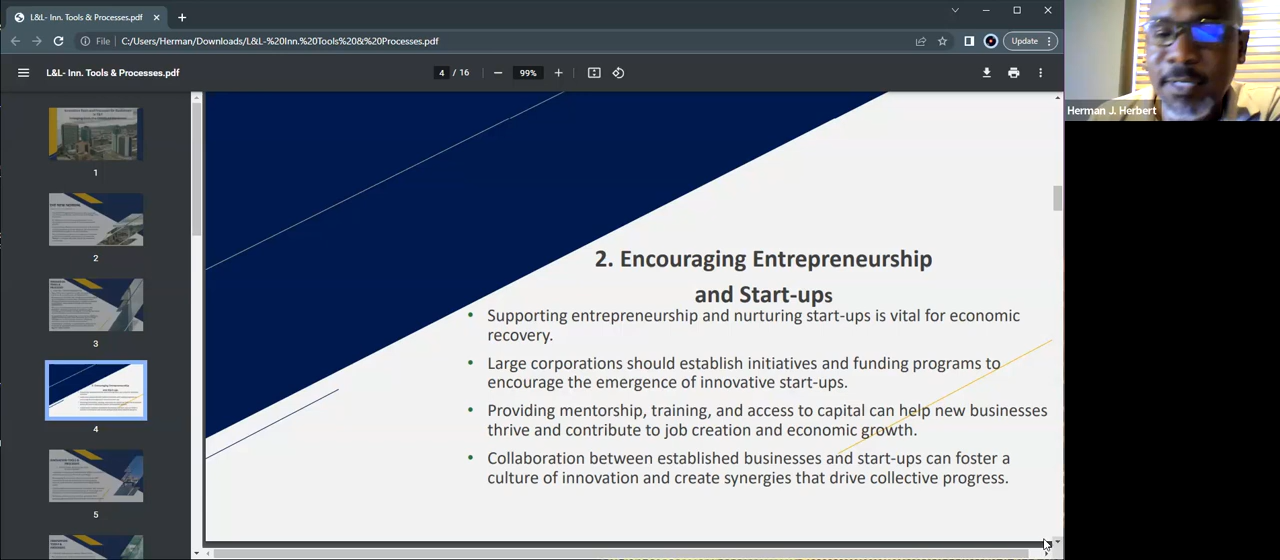 L&L- Inn. Tools & Processes.pdf
File
C:/Users/Herman/Downloads/L&L-%20Inn.%20Tools%20&%20Processes.pdf
Update
L&L- Inn. Tools & Processes.pdf
4 / 16
99%
Herman J. Herbert
1
2
3
4
5
2. Encouraging Entrepreneurship
and Start-ups
• Supporting entrepreneurship and nurturing start-ups is vital for economic
recovery.
• Large corporations should establish initiatives and funding programs to
encourage the emergence of innovative start-ups.
• Providing mentorship, training, and access to capital can help new businesses
thrive and contribute to job creation and economic growth.
• Collaboration between established businesses and start-ups can foster a
culture of innovation and create synergies that drive collective progress.